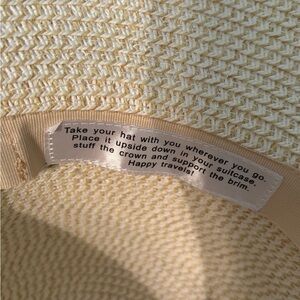 Take your hat with you wherever you go.
Place it upside down in your suitcase,
stuff the crown and support the brim.
Happy travels!